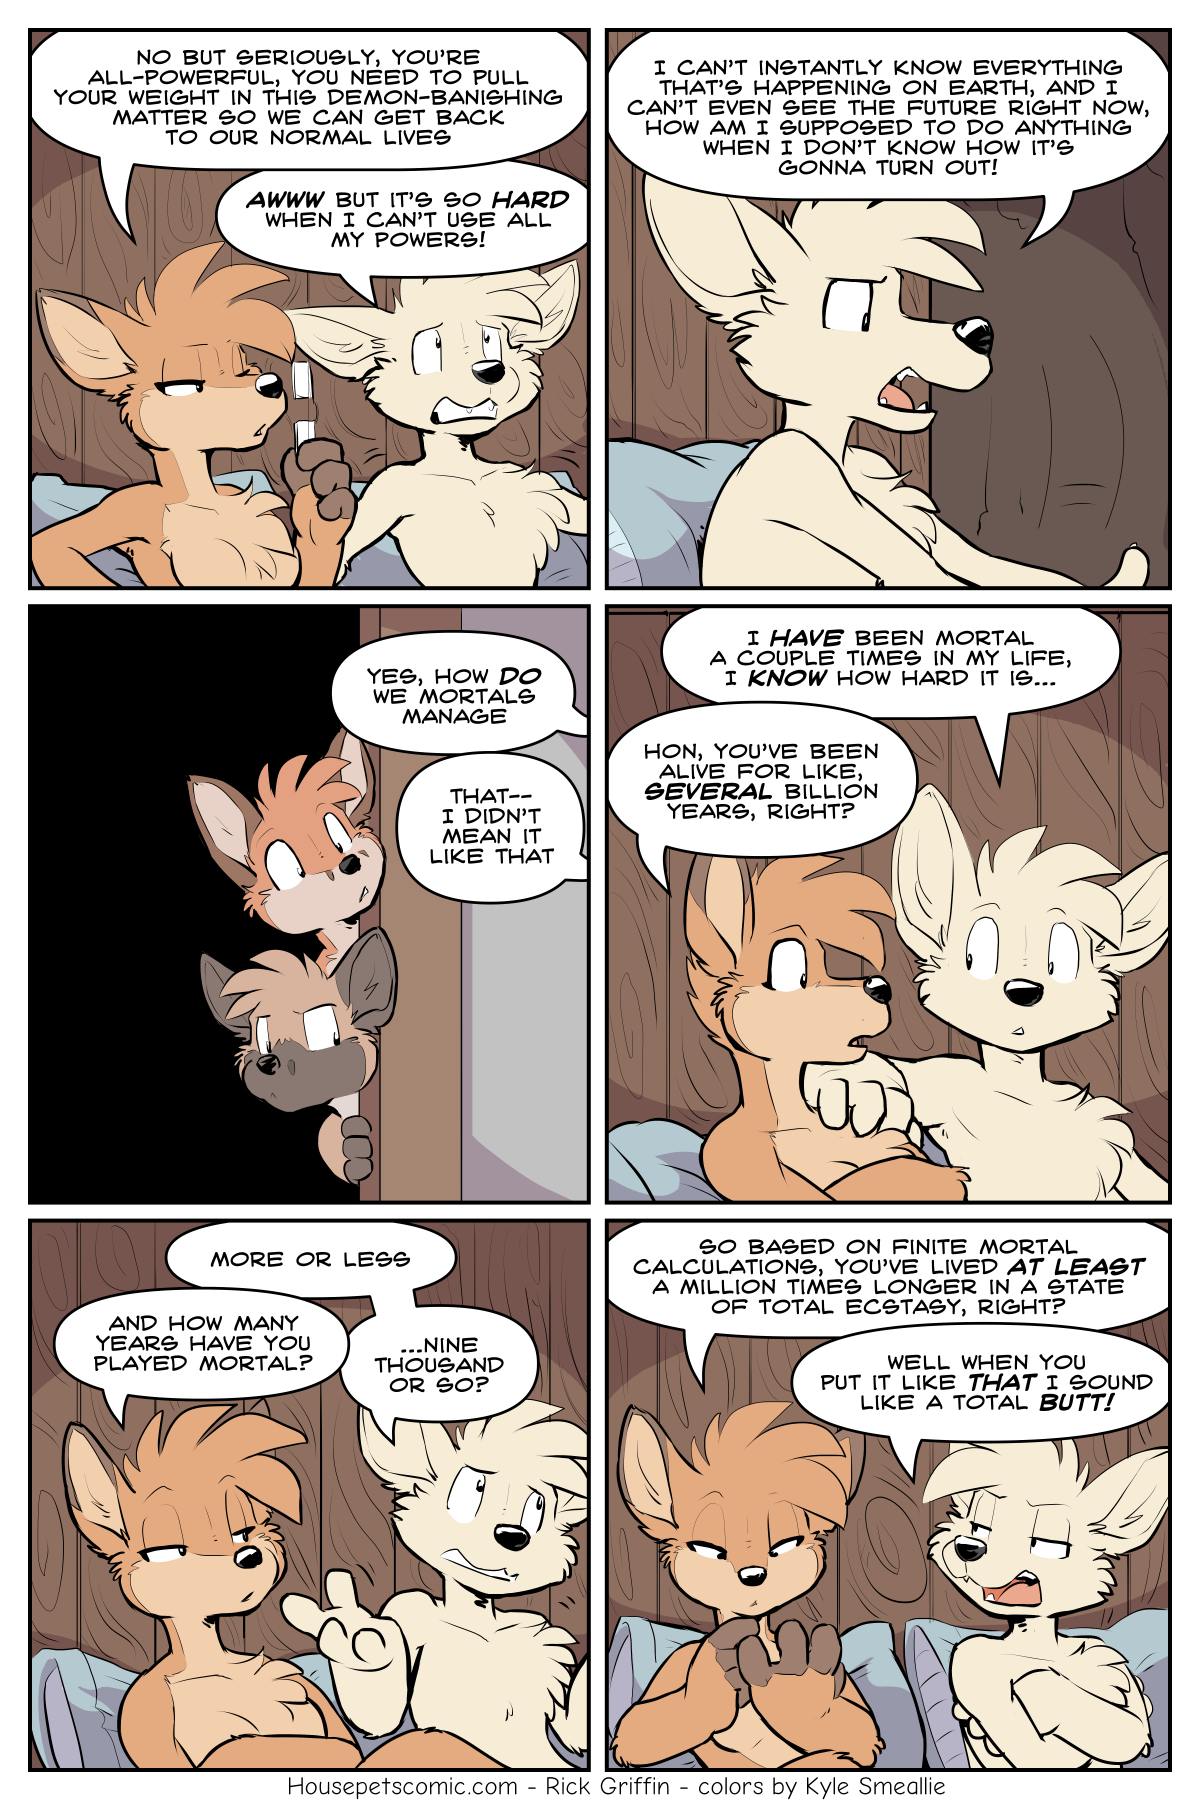 NO BUT SERIOUSLY, YOU'RE
ALL-POWERFUL, YOU NEED TO PULL
YOUR WEIGHT IN THIS DEMON-BANISHING
MATTER SO WE CAN GET BACK
TO OUR NORMAL LIVES
AWWW BUT IT'S SO HARD
WHEN I CAN'T USE ALL
MY POWERS!
I CAN'T INSTANTLY KNOW EVERYTHING
THAT'S HAPPENING ON EARTH, AND I
CAN'T EVEN SEE THE FUTURE RIGHT NOW,
HOW AM I SUPPOSED TO DO ANYTHING
WHEN I DON'T KNOW HOW IT'S
GONNA TURN OUT!
YES, HOW DO
WE MORTALS
MANAGE
THAT--
I DIDN'T
MEAN IT
LIKE THAT
I HAVE BEEN MORTAL
A COUPLE TIMES IN MY LIFE,
I KNOW HOW HARD IT IS...
HON, YOU'VE BEEN
ALIVE FOR LIKE,
SEVERAL BILLION
YEARS, RIGHT?
MORE OR LESS
AND HOW MANY
YEARS HAVE YOU
PLAYED MORTAL?
...NINE
THOUSAND
OR SO?
SO BASED ON FINITE MORTAL
CALCULATIONS, YOU'VE LIVED AT LEAST
A MILLION TIMES LONGER IN A STATE
OF TOTAL ECSTASY, RIGHT?
WELL WHEN YOU
PUT IT LIKE THAT I SOUND
LIKE A TOTAL BUTT!
Housepetscomic.com - Rick Griffin - colors by Kyle Smeallie